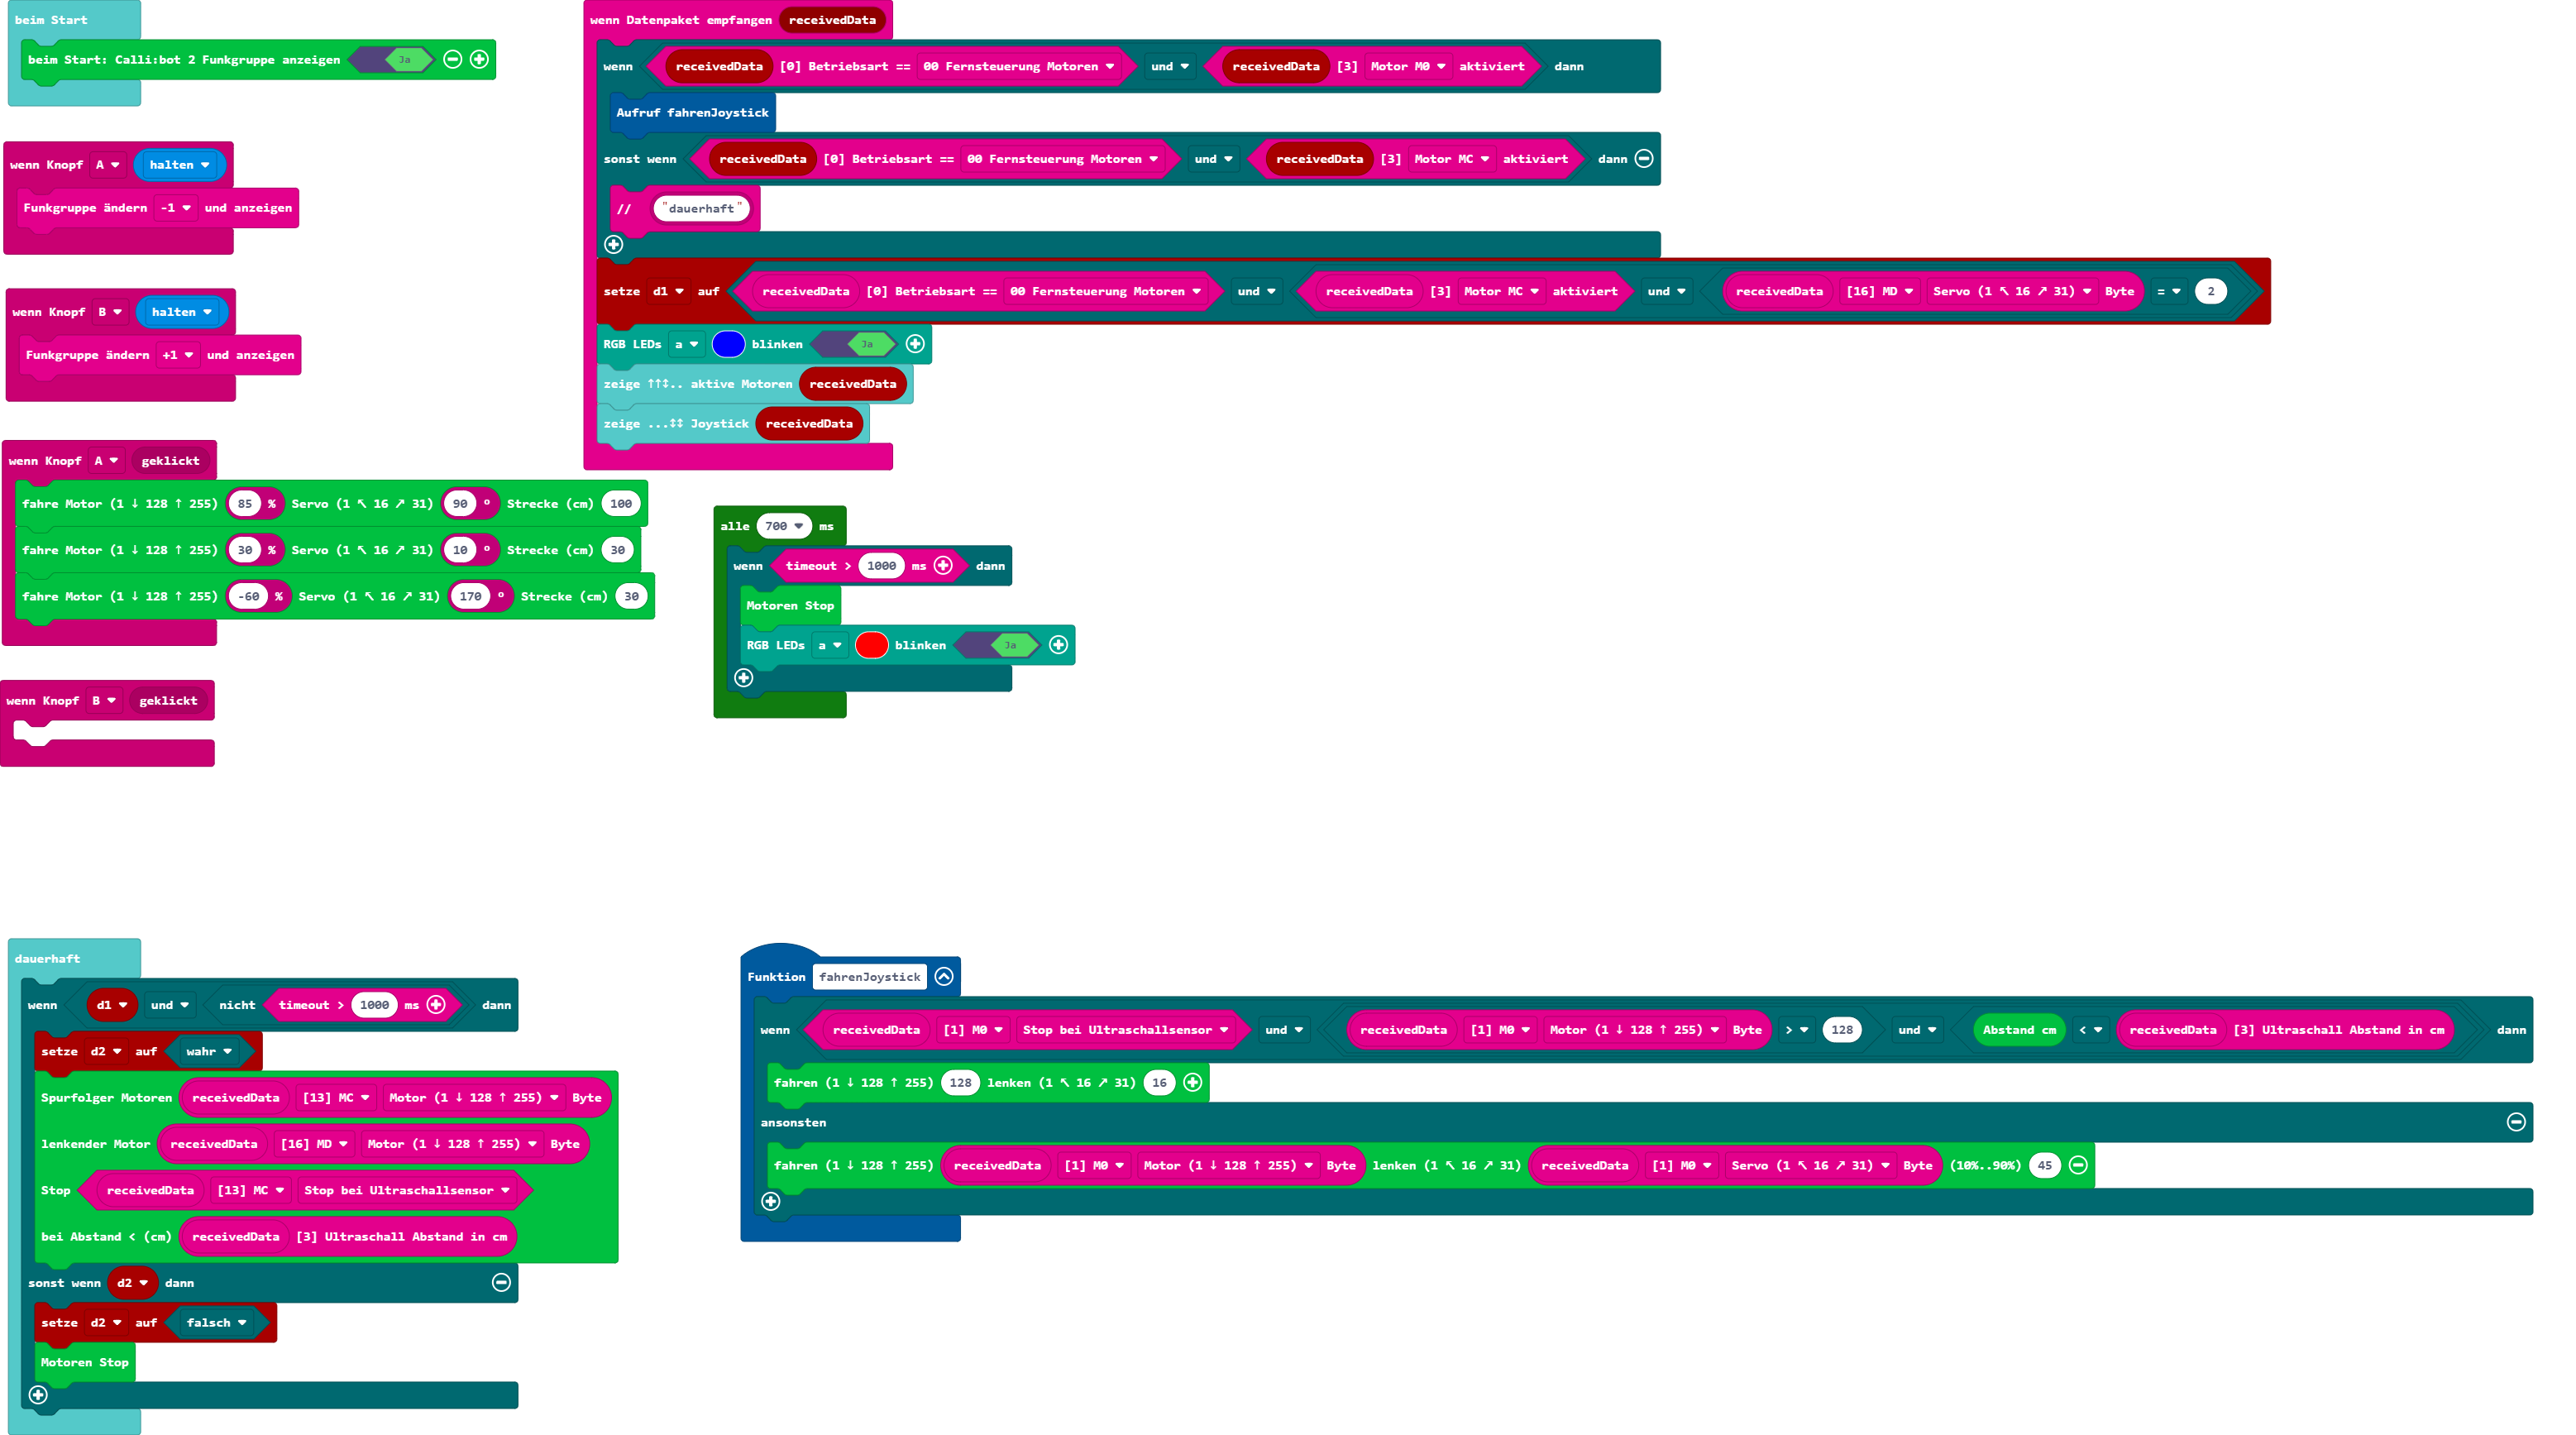 beim Start
beim Start: Calli:bot 2 Funkgruppe anzeigen Ja
wenn Knopf A halten
Funkgruppe ändern -1 und anzeigen
wenn Knopf B halten
Funkgruppe ändern +1 und anzeigen
wenn Knopf A geklickt
fahre Motor (1 ↓ 128 ↑ 255) 85 % Servo (1 ↖ 16 ↗ 31) 90 ° Strecke (cm) 100
fahre Motor (1 ↓ 128 ↑ 255) 30 % Servo (1 ↖ 16 ↗ 31) 10 ° Strecke (cm) 30
fahre Motor (1 ↓ 128 ↑ 255) -60 % Servo (1 ↖ 16 ↗ 31) 170 ° Strecke (cm) 30
wenn Knopf B geklickt
wenn Datenpaket empfangen receivedData
wenn receivedData [0] Betriebsart == 00 Fernsteuerung Motoren und receivedData [3] Motor M0 aktiviert dann
Aufruf fahrenJoystick
sonst wenn receivedData [0] Betriebsart == 00 Fernsteuerung Motoren und receivedData [3] Motor MC aktiviert dann
// "dauerhaft"
setze d1 auf receivedData [0] Betriebsart == 00 Fernsteuerung Motoren und receivedData [3] Motor MC aktiviert und receivedData [16] MD Servo (1 ↖ 16 ↗ 31) Byte = 2
RGB LEDs a blinken Ja
zeige ↑↑↕.. aktive Motoren receivedData
zeige ...↕↕ Joystick receivedData
alle 700 ms
wenn timeout > 1000 ms dann
Motoren Stop
RGB LEDs a blinken Ja
dauerhaft
wenn d1 und nicht timeout > 1000 ms dann
setze d2 auf wahr
Spurfolger Motoren receivedData [13] MC Motor (1 ↓ 128 ↑ 255) Byte
lenkender Motor receivedData [16] MD Motor (1 ↓ 128 ↑ 255) Byte
Stop receivedData [13] MC Stop bei Ultraschallsensor
bei Abstand < (cm) receivedData [3] Ultraschall Abstand in cm
sonst wenn d2 dann
setze d2 auf falsch
Motoren Stop
Funktion fahrenJoystick
wenn receivedData [1] M0 Stop bei Ultraschallsensor und receivedData [1] M0 Motor (1 ↓ 128 ↑ 255) Byte > 128 und Abstand cm < receivedData [3] Ultraschall Abstand in cm dann
fahren (1 ↓ 128 ↑ 255) 128 lenken (1 ↖ 16 ↗ 31) 16
ansonsten
fahren (1 ↓ 128 ↑ 255) receivedData [1] M0 Motor (1 ↓ 128 ↑ 255) Byte lenken (1 ↖ 16 ↗ 31) receivedData [1] M0 Servo (1 ↖ 16 ↗ 31) Byte (10%..90%) 45